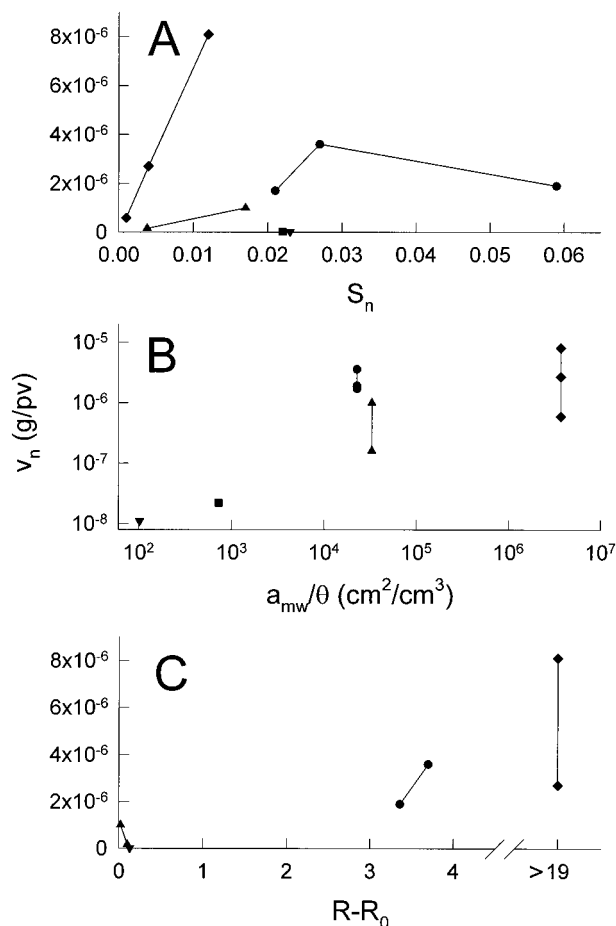 A
8x10⁻⁶
6x10⁻⁶
4x10⁻⁶
2x10⁻⁶
0
0.00 0.01 0.02 0.03 0.04 0.05 0.06
Sₙ
B
vₙ (g/pv)
10⁻⁵
10⁻⁶
10⁻⁷
10⁻⁸
10² 10³ 10⁴ 10⁵ 10⁶ 10⁷
a_mw/θ (cm²/cm³)
C
8x10⁻⁶
6x10⁻⁶
4x10⁻⁶
2x10⁻⁶
0
0 1 2 3 4 >19
R-R₀